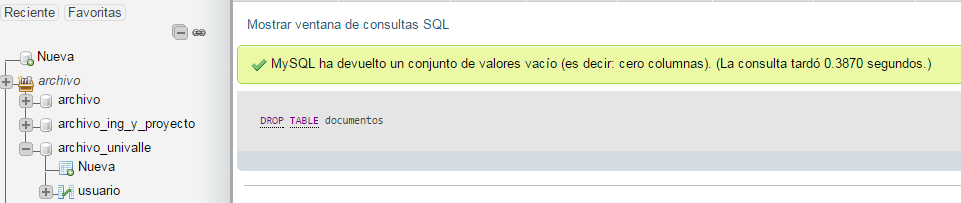 Reciente Favoritas
Nueva
archivo
archivo
archivo_ing_y_proyecto
archivo_univalle
Nueva
usuario
Mostrar ventana de consultas SQL
MySQL ha devuelto un conjunto de valores vacío (es decir: cero columnas). (La consulta tardó 0.3870 segundos.)
DROP TABLE documentos